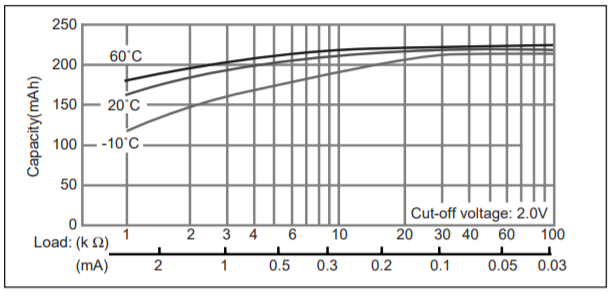 250
60°C
200
150
20°C
Capacity(mAh)
100
-10°C
50
Cut-off voltage: 2.0V
0
Load: (k Ω) 1 2 3 4 6 10 20 30 40 60 100
(mA) 2 1 0.5 0.3 0.2 0.1 0.05 0.03